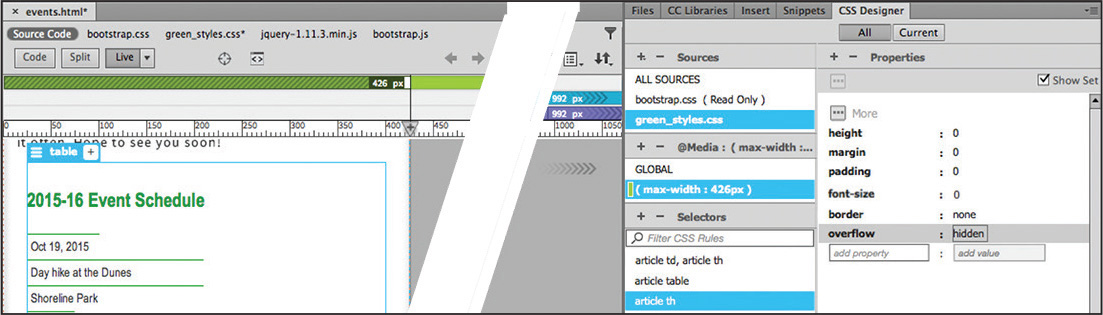 × events.html*
Source Code bootstrap.css green_styles.css* jquery-1.11.3.min.js bootstrap.js
Code Split Live
426 px
992 px
992 px
0 50 100 150 200 250 300 350 400 450 1000 1050
it often. Hope to see you soon!
table +
2015-16 Event Schedule
Oct 19, 2015
Day hike at the Dunes
Shoreline Park
Files CC Libraries Insert Snippets CSS Designer
All Current
+ - Sources
ALL SOURCES
bootstrap.css ( Read Only )
green_styles.css
+ - @Media : ( max-width :...
GLOBAL
( max-width : 426px )
+ - Selectors
Filter CSS Rules
article td, article th
article table
article th
+ - Properties
Show Set
More
height : 0
margin : 0
padding : 0
font-size : 0
border : none
overflow : hidden
add property : add value